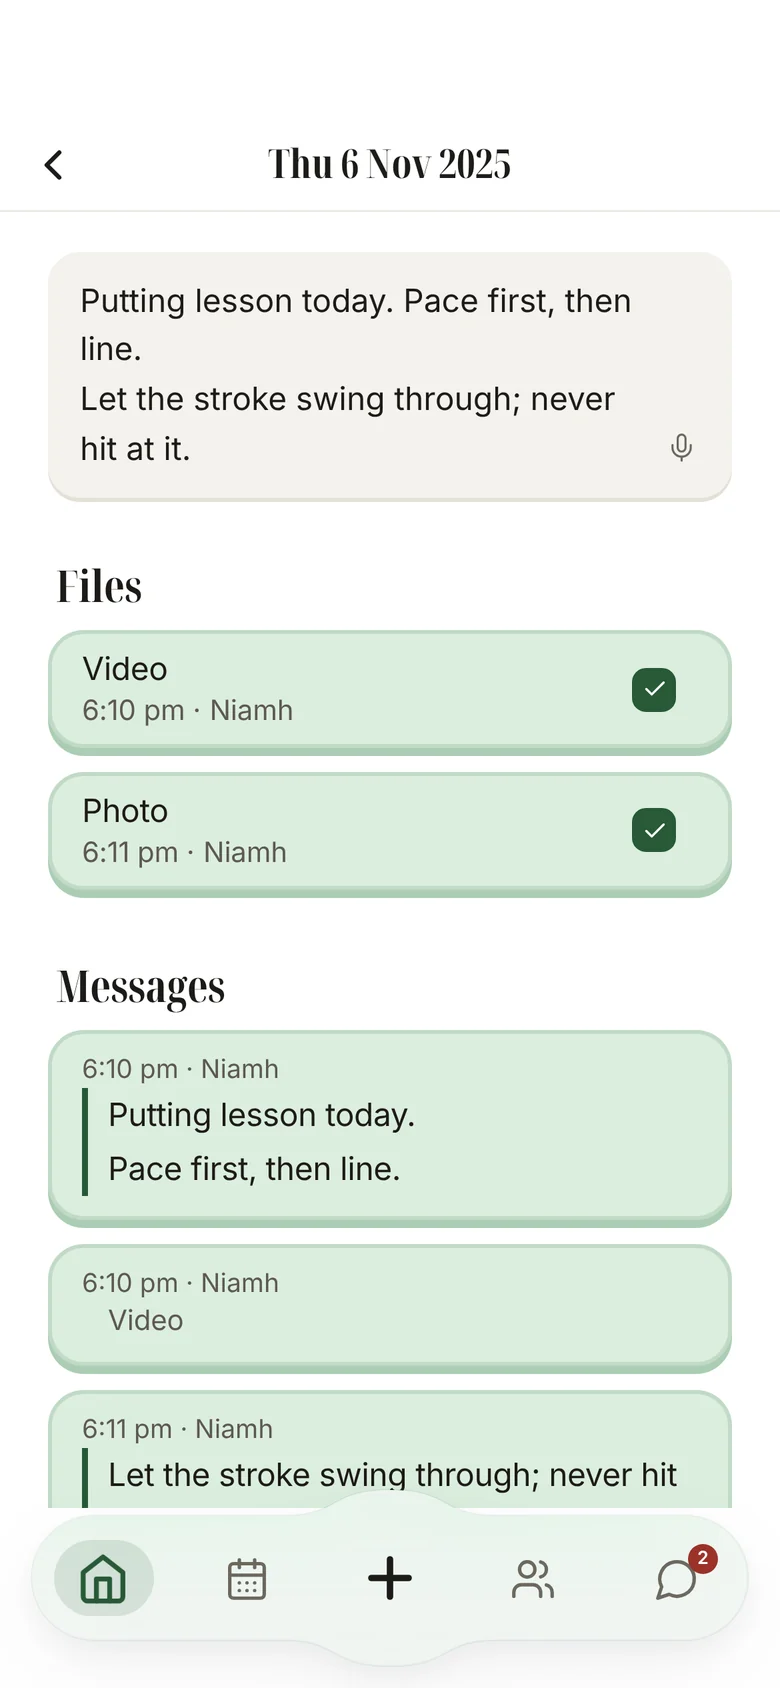 Thu 6 Nov 2025
Putting lesson today. Pace first, then
line.
Let the stroke swing through; never
hit at it.
Files
Video
6:10 pm · Niamh
Photo
6:11 pm · Niamh
Messages
6:10 pm · Niamh
Putting lesson today.
Pace first, then line.
6:10 pm · Niamh
Video
6:11 pm · Niamh
Let the stroke swing through; never hit
2